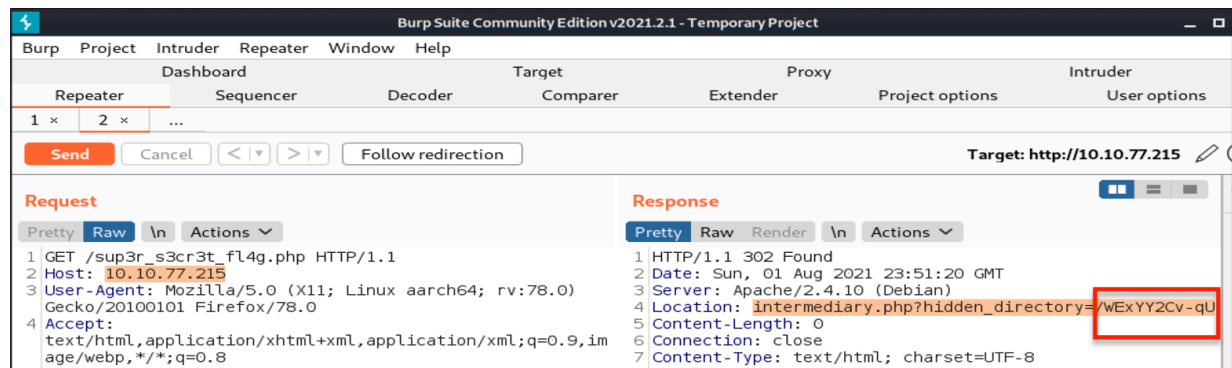 Burp Suite Community Edition v2021.2.1 - Temporary Project
Burp Project Intruder Repeater Window Help
Dashboard Target Proxy Intruder
Repeater Sequencer Decoder Comparer Extender Project options User options
1 × 2 × ...
Send Cancel < > Follow redirection Target: http://10.10.77.215
Request
Pretty Raw \n Actions
1 GET /sup3r_s3cr3t_fl4g.php HTTP/1.1
2 Host: 10.10.77.215
3 User-Agent: Mozilla/5.0 (X11; Linux aarch64; rv:78.0)
Gecko/20100101 Firefox/78.0
4 Accept:
text/html,application/xhtml+xml,application/xml;q=0.9,im
age/webp,*/*;q=0.8
Response
Pretty Raw Render \n Actions
1 HTTP/1.1 302 Found
2 Date: Sun, 01 Aug 2021 23:51:20 GMT
3 Server: Apache/2.4.10 (Debian)
4 Location: intermediary.php?hidden_directory=/WExYY2Cv-qU
5 Content-Length: 0
6 Connection: close
7 Content-Type: text/html; charset=UTF-8